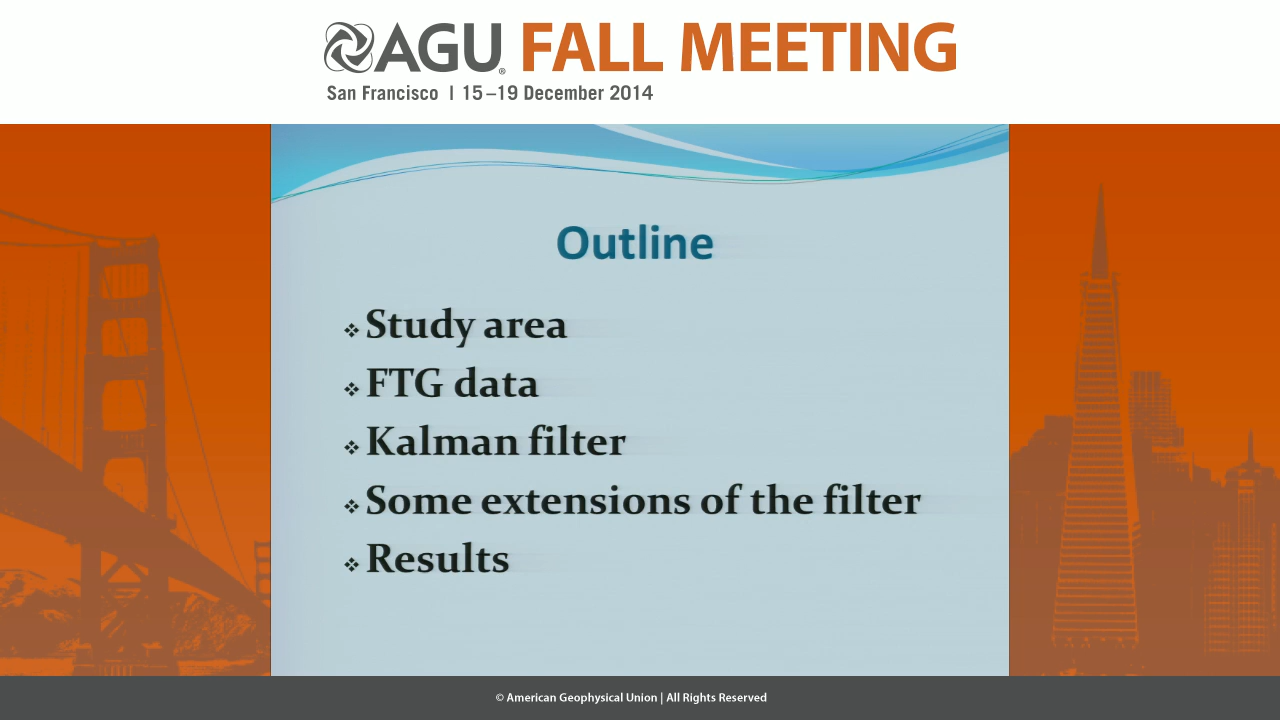 AGU® FALL MEETING
San Francisco | 15–19 December 2014
Outline
❖ Study area
❖ FTG data
❖ Kalman filter
❖ Some extensions of the filter
❖ Results
© American Geophysical Union | All Rights Reserved